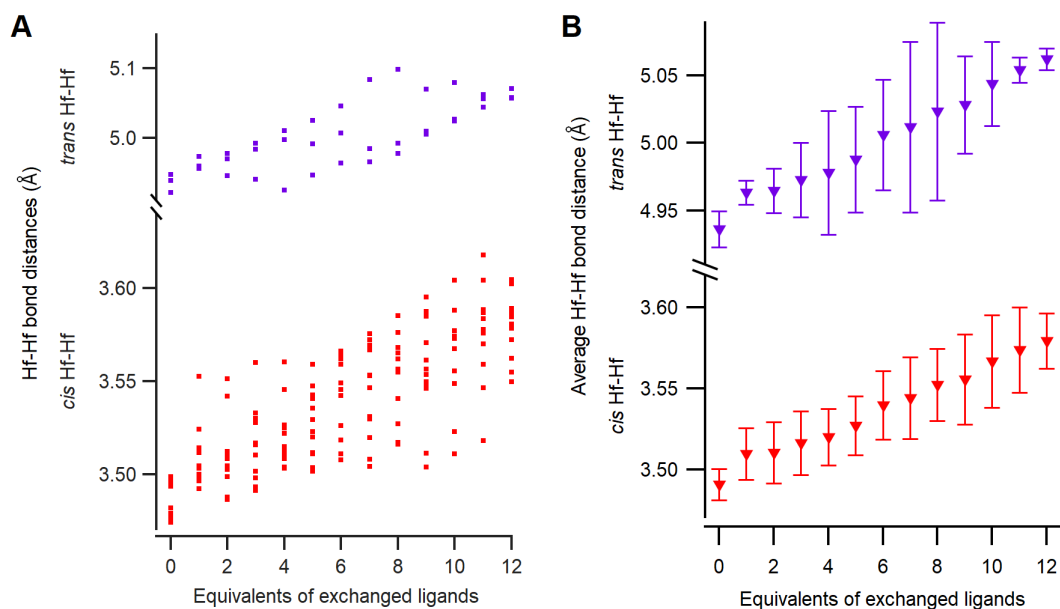 A
Hf-Hf bond distances (Å)
trans Hf-Hf
cis Hf-Hf
5.1
5.0
3.60
3.55
3.50
0 2 4 6 8 10 12
Equivalents of exchanged ligands
B
Average Hf-Hf bond distance (Å)
trans Hf-Hf
cis Hf-Hf
5.05
5.00
4.95
3.60
3.55
3.50
0 2 4 6 8 10 12
Equivalents of exchanged ligands